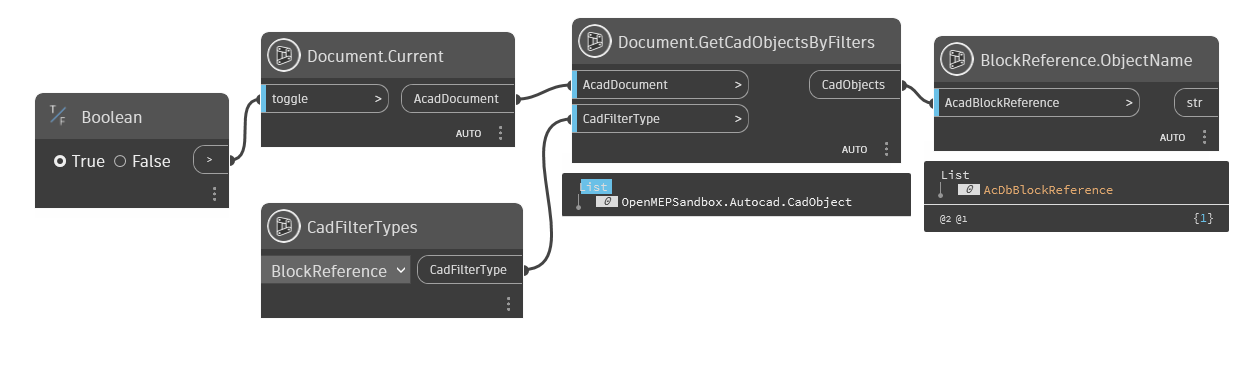 Boolean
True
False
>
Document.Current
toggle >
AcadDocument
AUTO
CadFilterTypes
BlockReference
CadFilterType
Document.GetCadObjectsByFilters
AcadDocument >
CadObjects
CadFilterType >
AUTO
List
0 OpenMEPSandbox.Autocad.CadObject
BlockReference.ObjectName
AcadBlockReference >
str
AUTO
List
0 AcDbBlockReference
@2 @1 {1}